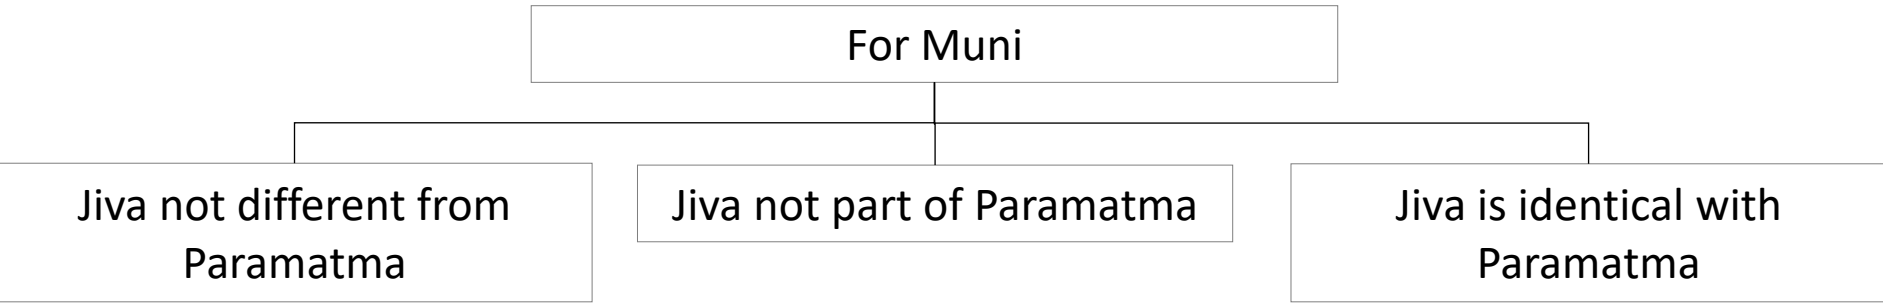 For Muni
Jiva not different from
Paramatma
Jiva not part of Paramatma
Jiva is identical with
Paramatma